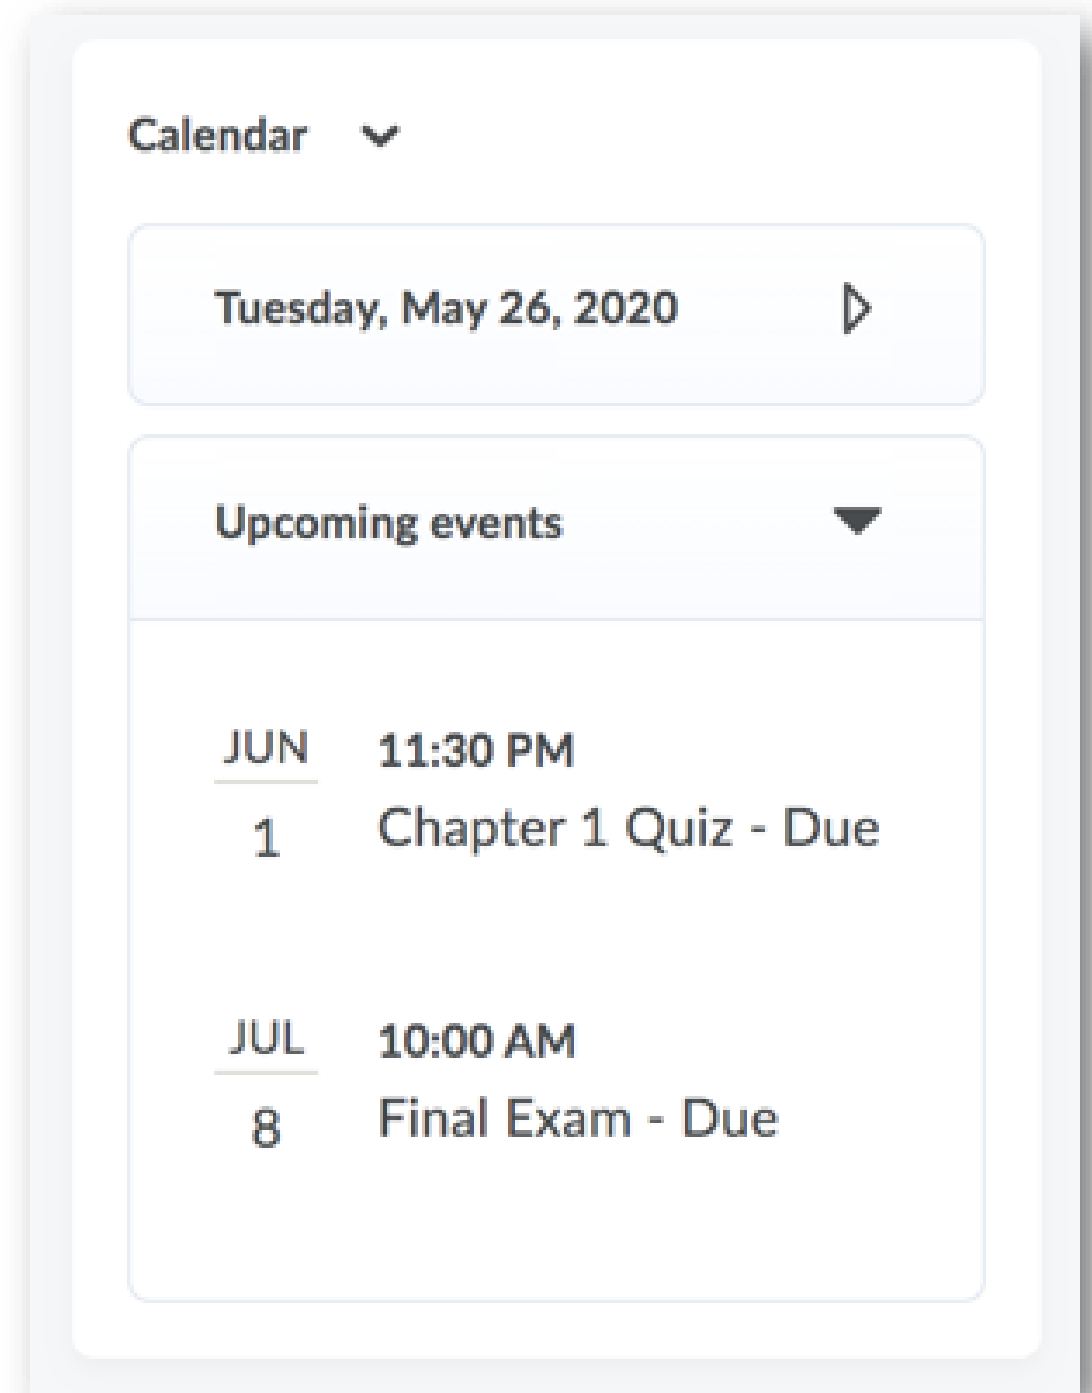 Calendar
Tuesday, May 26, 2020
Upcoming events
JUN
1
11:30 PM
Chapter 1 Quiz - Due
JUL
8
10:00 AM
Final Exam - Due